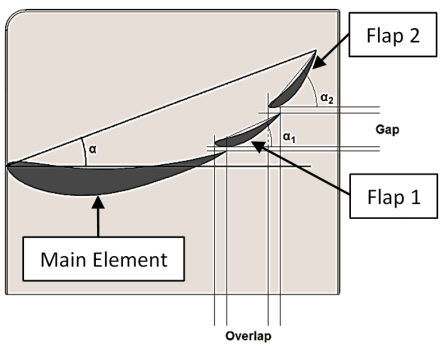 Flap 2
α₂
Gap
α
α₁
Flap 1
Main Element
Overlap